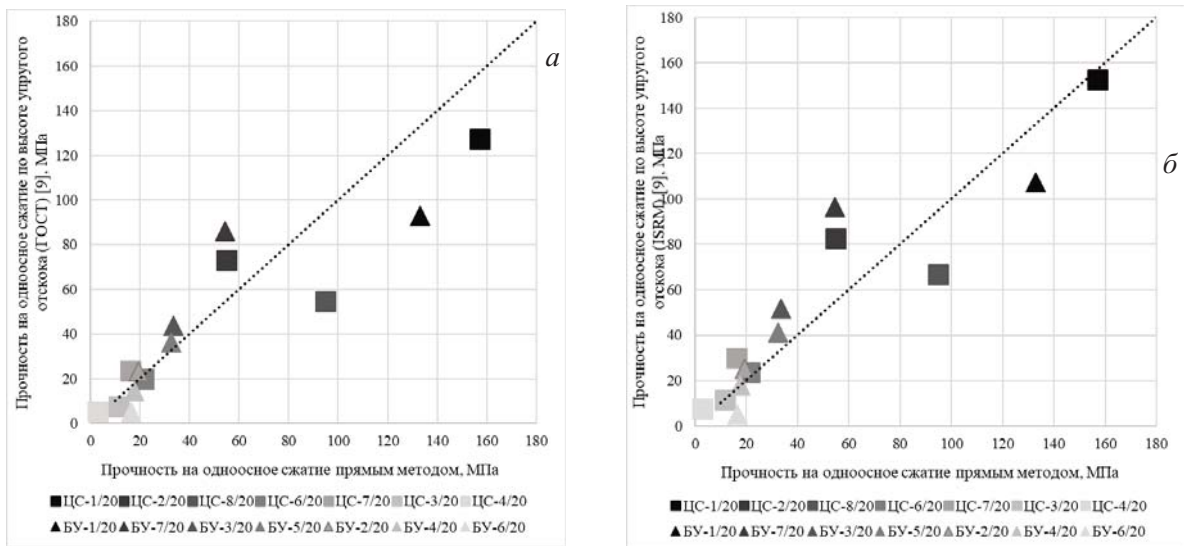 180
160
140
120
100
80
60
40
20
0
Прочность на одноосное сжатие по высоте упругого
отскока (ГОСТ) [9], МПа
а
0 20 40 60 80 100 120 140 160 180
Прочность на одноосное сжатие прямым методом, МПа
ЦС-1/20 ЦС-2/20 ЦС-8/20 ЦС-6/20 ЦС-7/20 ЦС-3/20 ЦС-4/20
БУ-1/20 БУ-7/20 БУ-3/20 БУ-5/20 БУ-2/20 БУ-4/20 БУ-6/20
180
160
140
120
100
80
60
40
20
0
Прочность на одноосное сжатие по высоте упругого
отскока (ISRM) [9], МПа
б
0 20 40 60 80 100 120 140 160 180
Прочность на одноосное сжатие прямым методом, МПа
ЦС-1/20 ЦС-2/20 ЦС-8/20 ЦС-6/20 ЦС-7/20 ЦС-3/20 ЦС-4/20
БУ-1/20 БУ-7/20 БУ-3/20 БУ-5/20 БУ-2/20 БУ-4/20 БУ-6/20